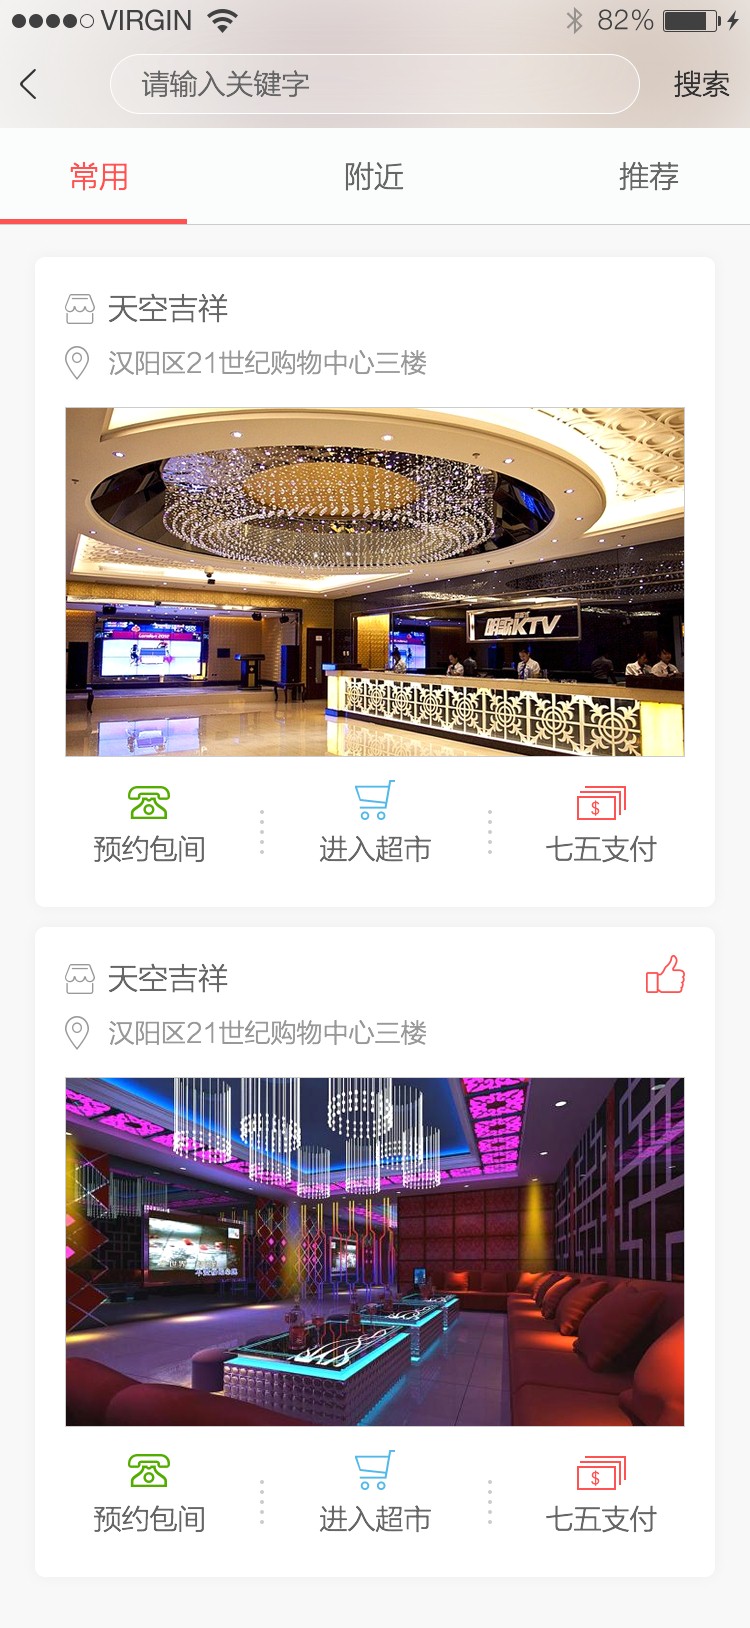 VIRGIN 82%
请输入关键字 搜索
常用 附近 推荐
天空吉祥
汉阳区21世纪购物中心三楼
KTV
预约包间 进入超市 七五支付
天空吉祥
汉阳区21世纪购物中心三楼
预约包间 进入超市 七五支付